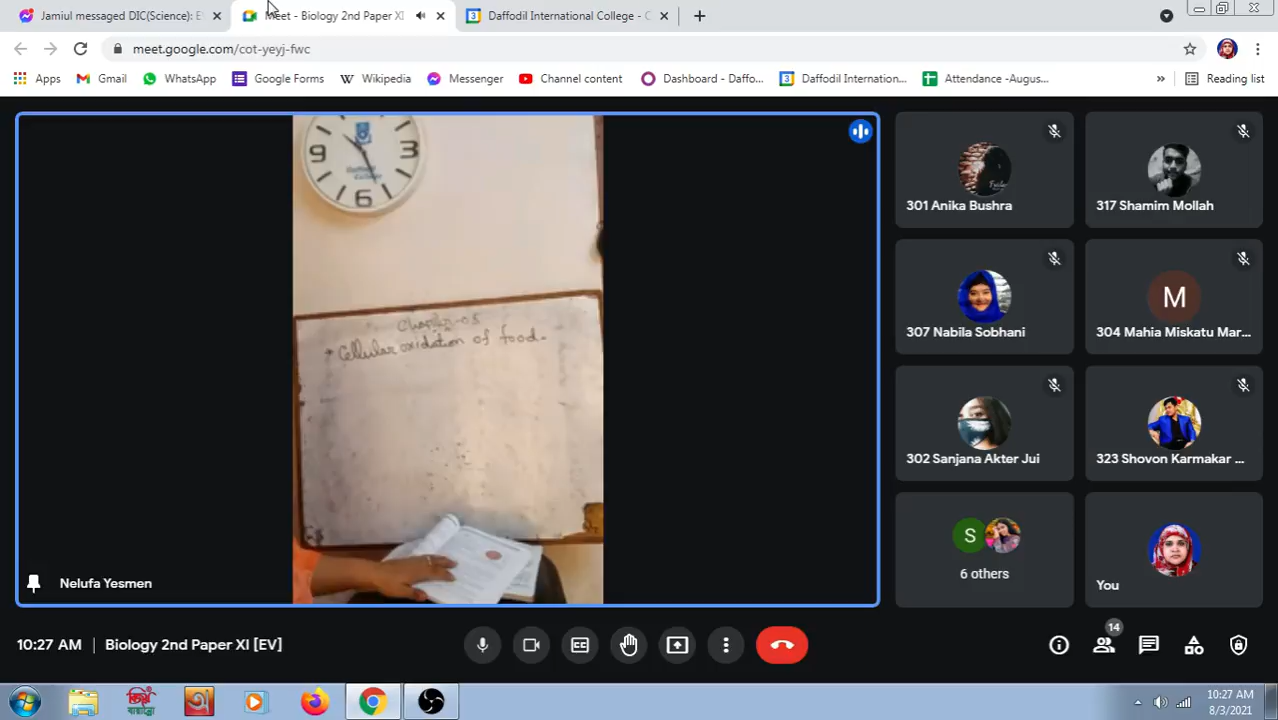 Jamiul messaged DIC(Science): E
Meet - Biology 2nd Paper XI
Daffodil International College - C
meet.google.com/cot-yeyj-fwc
Apps
Gmail
WhatsApp
Google Forms
W Wikipedia
Messenger
Channel content
Dashboard - Daffo...
Daffodil Internation...
Attendance -Augus...
»
Reading list
9
3
6
Chapter-05
* Cellular oxidation of food.
Nelufa Yesmen
301 Anika Bushra
317 Shamim Mollah
307 Nabila Sobhani
M
304 Mahia Miskatu Mar...
302 Sanjana Akter Jui
323 Shovon Karmakar ...
S
6 others
You
10:27 AM | Biology 2nd Paper XI [EV]
CC
14
10:27 AM
8/3/2021